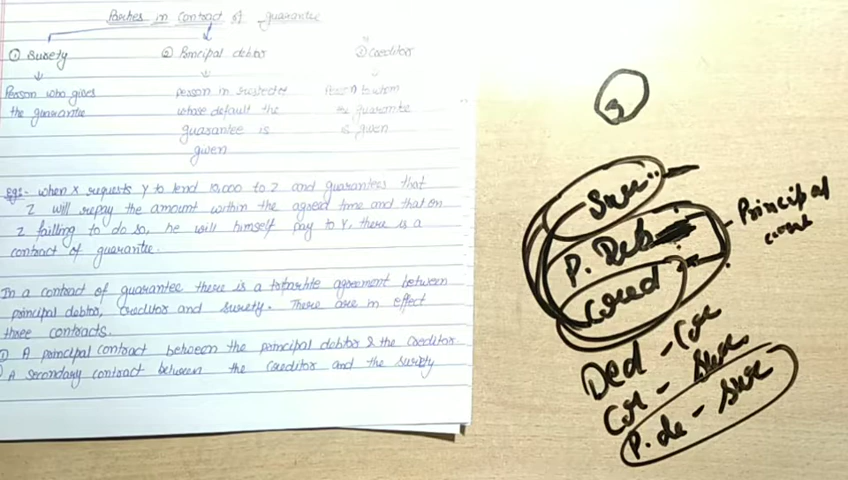 Parties in contract of guarantee
① Surety ② Principal debtor ③ Creditor
Person who gives person in respect of Person to whom
the guarantee whose default the the guarantee
guarantee is is given
given
Eg:- when X requests Y to lend 10,000 to Z and guarantees that
Z will repay the amount within the agreed time and that on
Z failling to do so, he will himself pay to Y, there is a
contract of guarantee.
In a contract of guarantee there is a tripartite agreement between
principal debtor, creditor and surety. There are in effect
three contracts.
① A principal contract between the principal debtor & the creditor
A secondary contract between the creditor and the surety
3
Sur..
P. Deb
Cred
Principal
cont
Ded - Cre
Cr - Sure
P. de - Sur